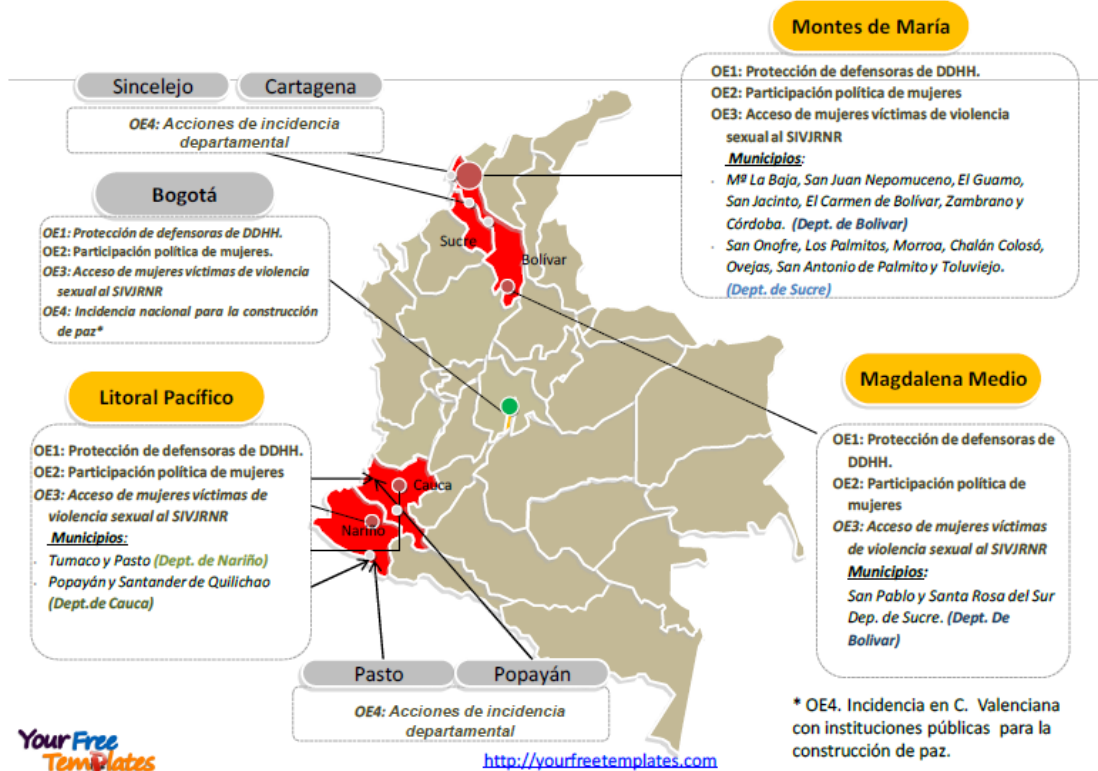 Montes de María
OE1: Protección de defensoras de DDHH.
OE2: Participación política de mujeres
OE3: Acceso de mujeres víctimas de violencia
sexual al SIVJRNR
Municipios:
Mª La Baja, San Juan Nepomuceno, El Guamo,
San Jacinto, El Carmen de Bolívar, Zambrano y
Córdoba. (Dept. de Bolivar)
San Onofre, Los Palmitos, Morroa, Chalán Colosó,
Ovejas, San Antonio de Palmito y Toluviejo.
(Dept. de Sucre)
Sincelejo
Cartagena
OE4: Acciones de incidencia
departamental
Bogotá
OE1: Protección de defensoras de DDHH.
OE2: Participación política de mujeres.
OE3: Acceso de mujeres víctimas de violencia
sexual al SIVJRNR
OE4: Incidencia nacional para la construcción
de paz*
Sucre
Bolívar
Litoral Pacífico
OE1: Protección de defensoras de DDHH.
OE2: Participación política de mujeres
OE3: Acceso de mujeres víctimas de
violencia sexual al SIVJRNR
Municipios:
Tumaco y Pasto (Dept. de Nariño)
Popayán y Santander de Quilichao
(Dept.de Cauca)
Cauca
Nariño
Magdalena Medio
OE1: Protección de defensoras de
DDHH.
OE2: Participación política de
mujeres
OE3: Acceso de mujeres víctimas
de violencia sexual al SIVJRNR
Municipios:
San Pablo y Santa Rosa del Sur
Dep. de Sucre. (Dept. De
Bolivar)
Pasto
Popayán
OE4: Acciones de incidencia
departamental
* OE4. Incidencia en C. Valenciana
con instituciones públicas para la
construcción de paz.
Your Free
Templates
http://yourfreetemplates.com